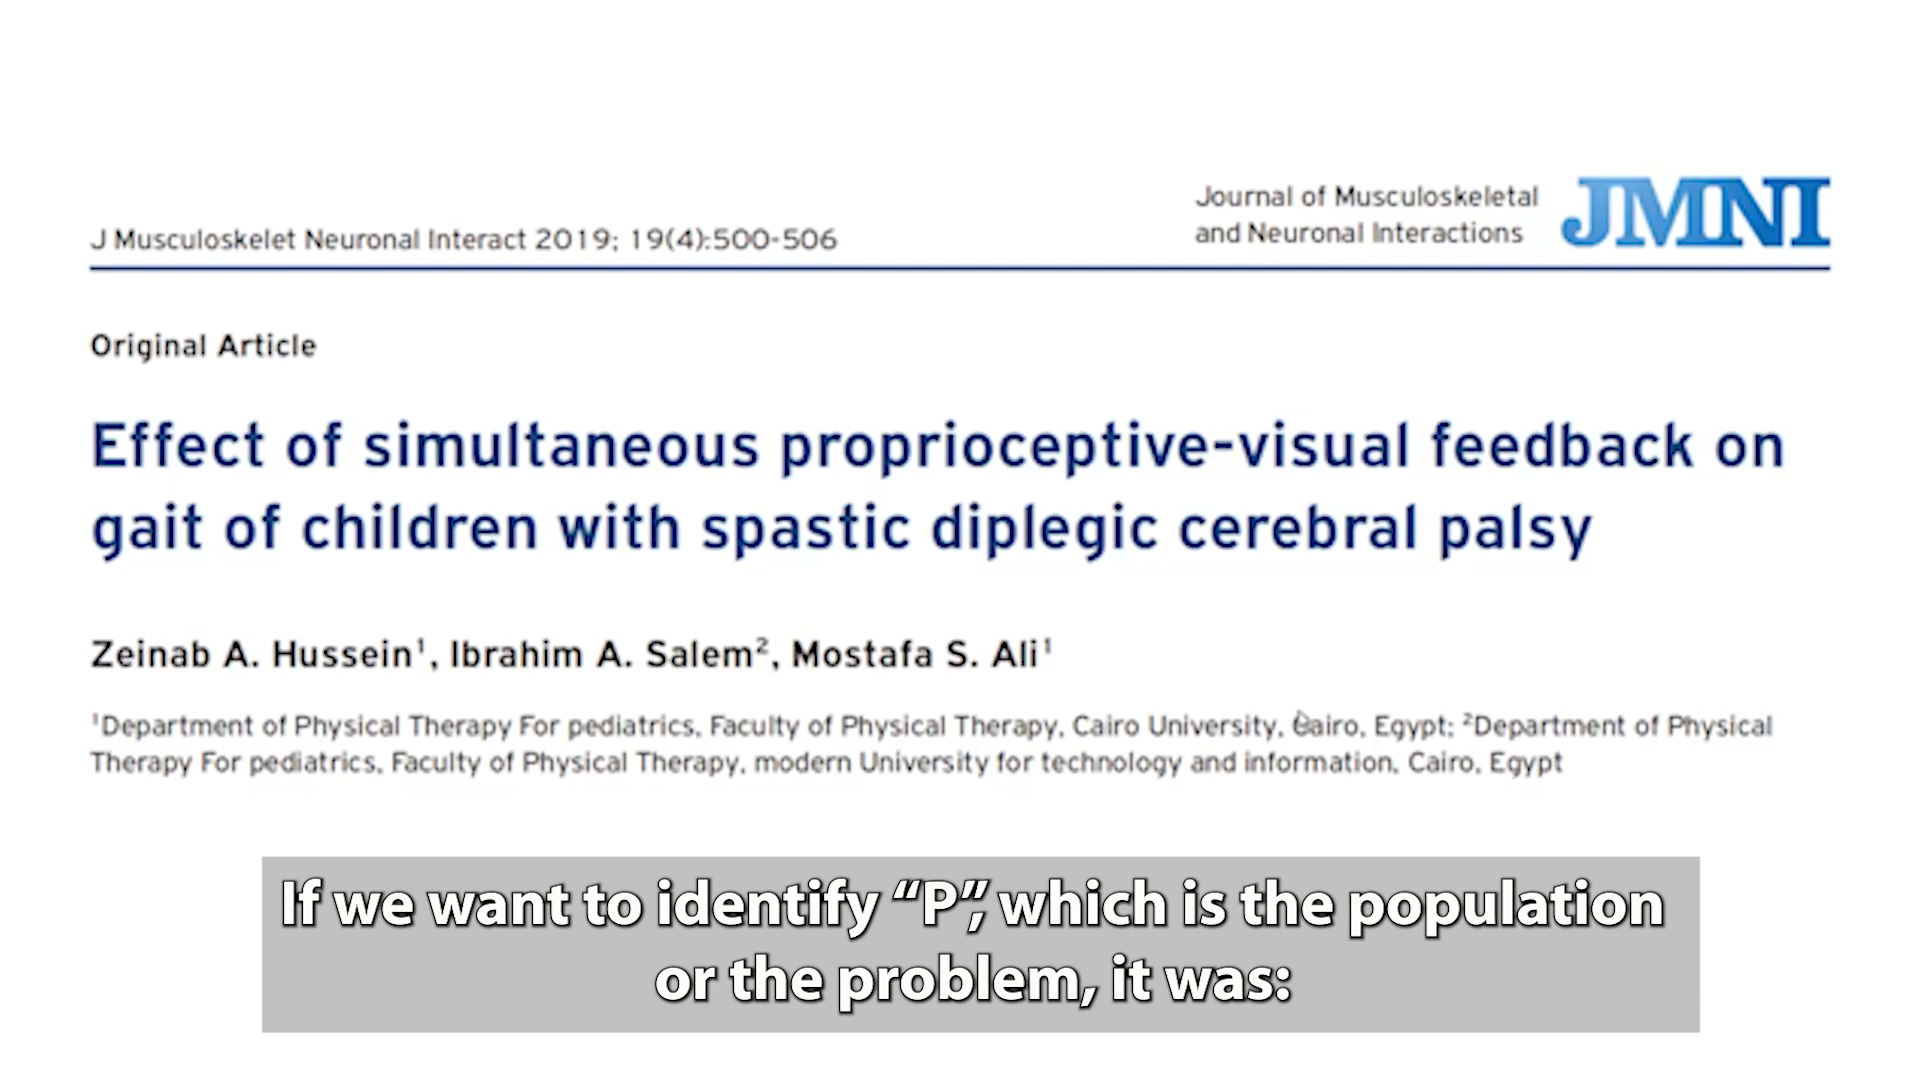 Journal of Musculoskeletal
and Neuronal Interactions
JMNI
J Musculoskelet Neuronal Interact 2019; 19(4):500-506
Original Article
Effect of simultaneous proprioceptive-visual feedback on
gait of children with spastic diplegic cerebral palsy
Zeinab A. Hussein¹, Ibrahim A. Salem², Mostafa S. Ali¹
¹Department of Physical Therapy For pediatrics, Faculty of Physical Therapy, Cairo University, Cairo, Egypt; ²Department of Physical
Therapy For pediatrics, Faculty of Physical Therapy, modern University for technology and information, Cairo, Egypt
If we want to identify “P”, which is the population
or the problem, it was: